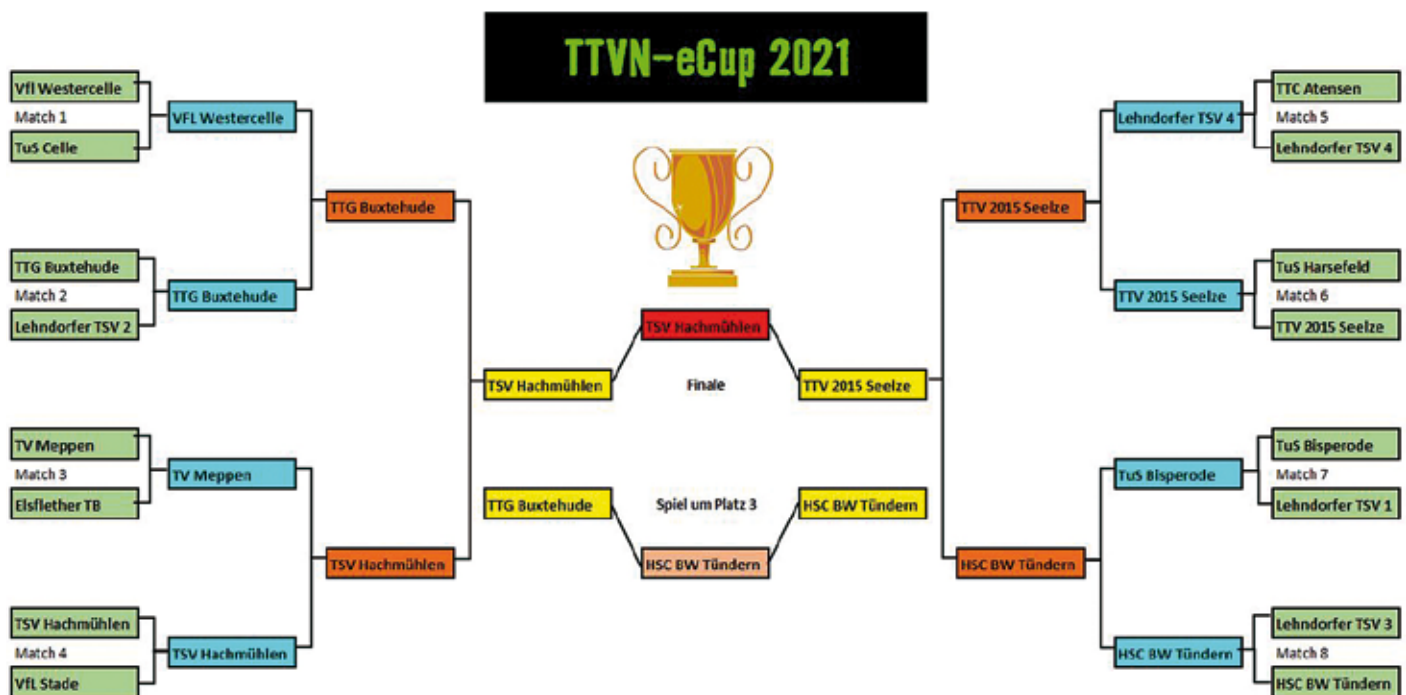 TTVN-eCup 2021
Vfl Westercelle
Match 1
TuS Celle
VFL Westercelle
TTG Buxtehude
TTG Buxtehude
Match 2
Lehndorfer TSV 2
TTG Buxtehude
TV Meppen
Match 3
Elsflether TB
TV Meppen
TSV Hachmühlen
TSV Hachmühlen
Match 4
VfL Stade
TSV Hachmühlen
TSV Hachmühlen
TSV Hachmühlen
Finale
TTV 2015 Seelze
TTG Buxtehude
Spiel um Platz 3
HSC BW Tündern
HSC BW Tündern
Lehndorfer TSV 4
TTC Atensen
Match 5
Lehndorfer TSV 4
TTV 2015 Seelze
TTV 2015 Seelze
TuS Harsefeld
Match 6
TTV 2015 Seelze
TuS Bisperode
TuS Bisperode
Match 7
Lehndorfer TSV 1
HSC BW Tündern
HSC BW Tündern
Lehndorfer TSV 3
Match 8
HSC BW Tündern